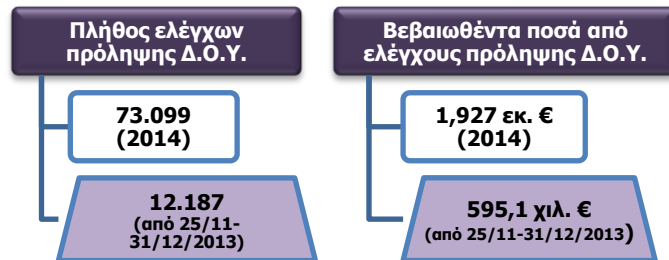 Πλήθος ελέγχων
πρόληψης Δ.Ο.Υ.
73.099
(2014)
12.187
(από 25/11-
31/12/2013)
Βεβαιωθέντα ποσά από
ελέγχους πρόληψης Δ.Ο.Υ.
1,927 εκ. €
(2014)
595,1 χιλ. €
(από 25/11-31/12/2013)